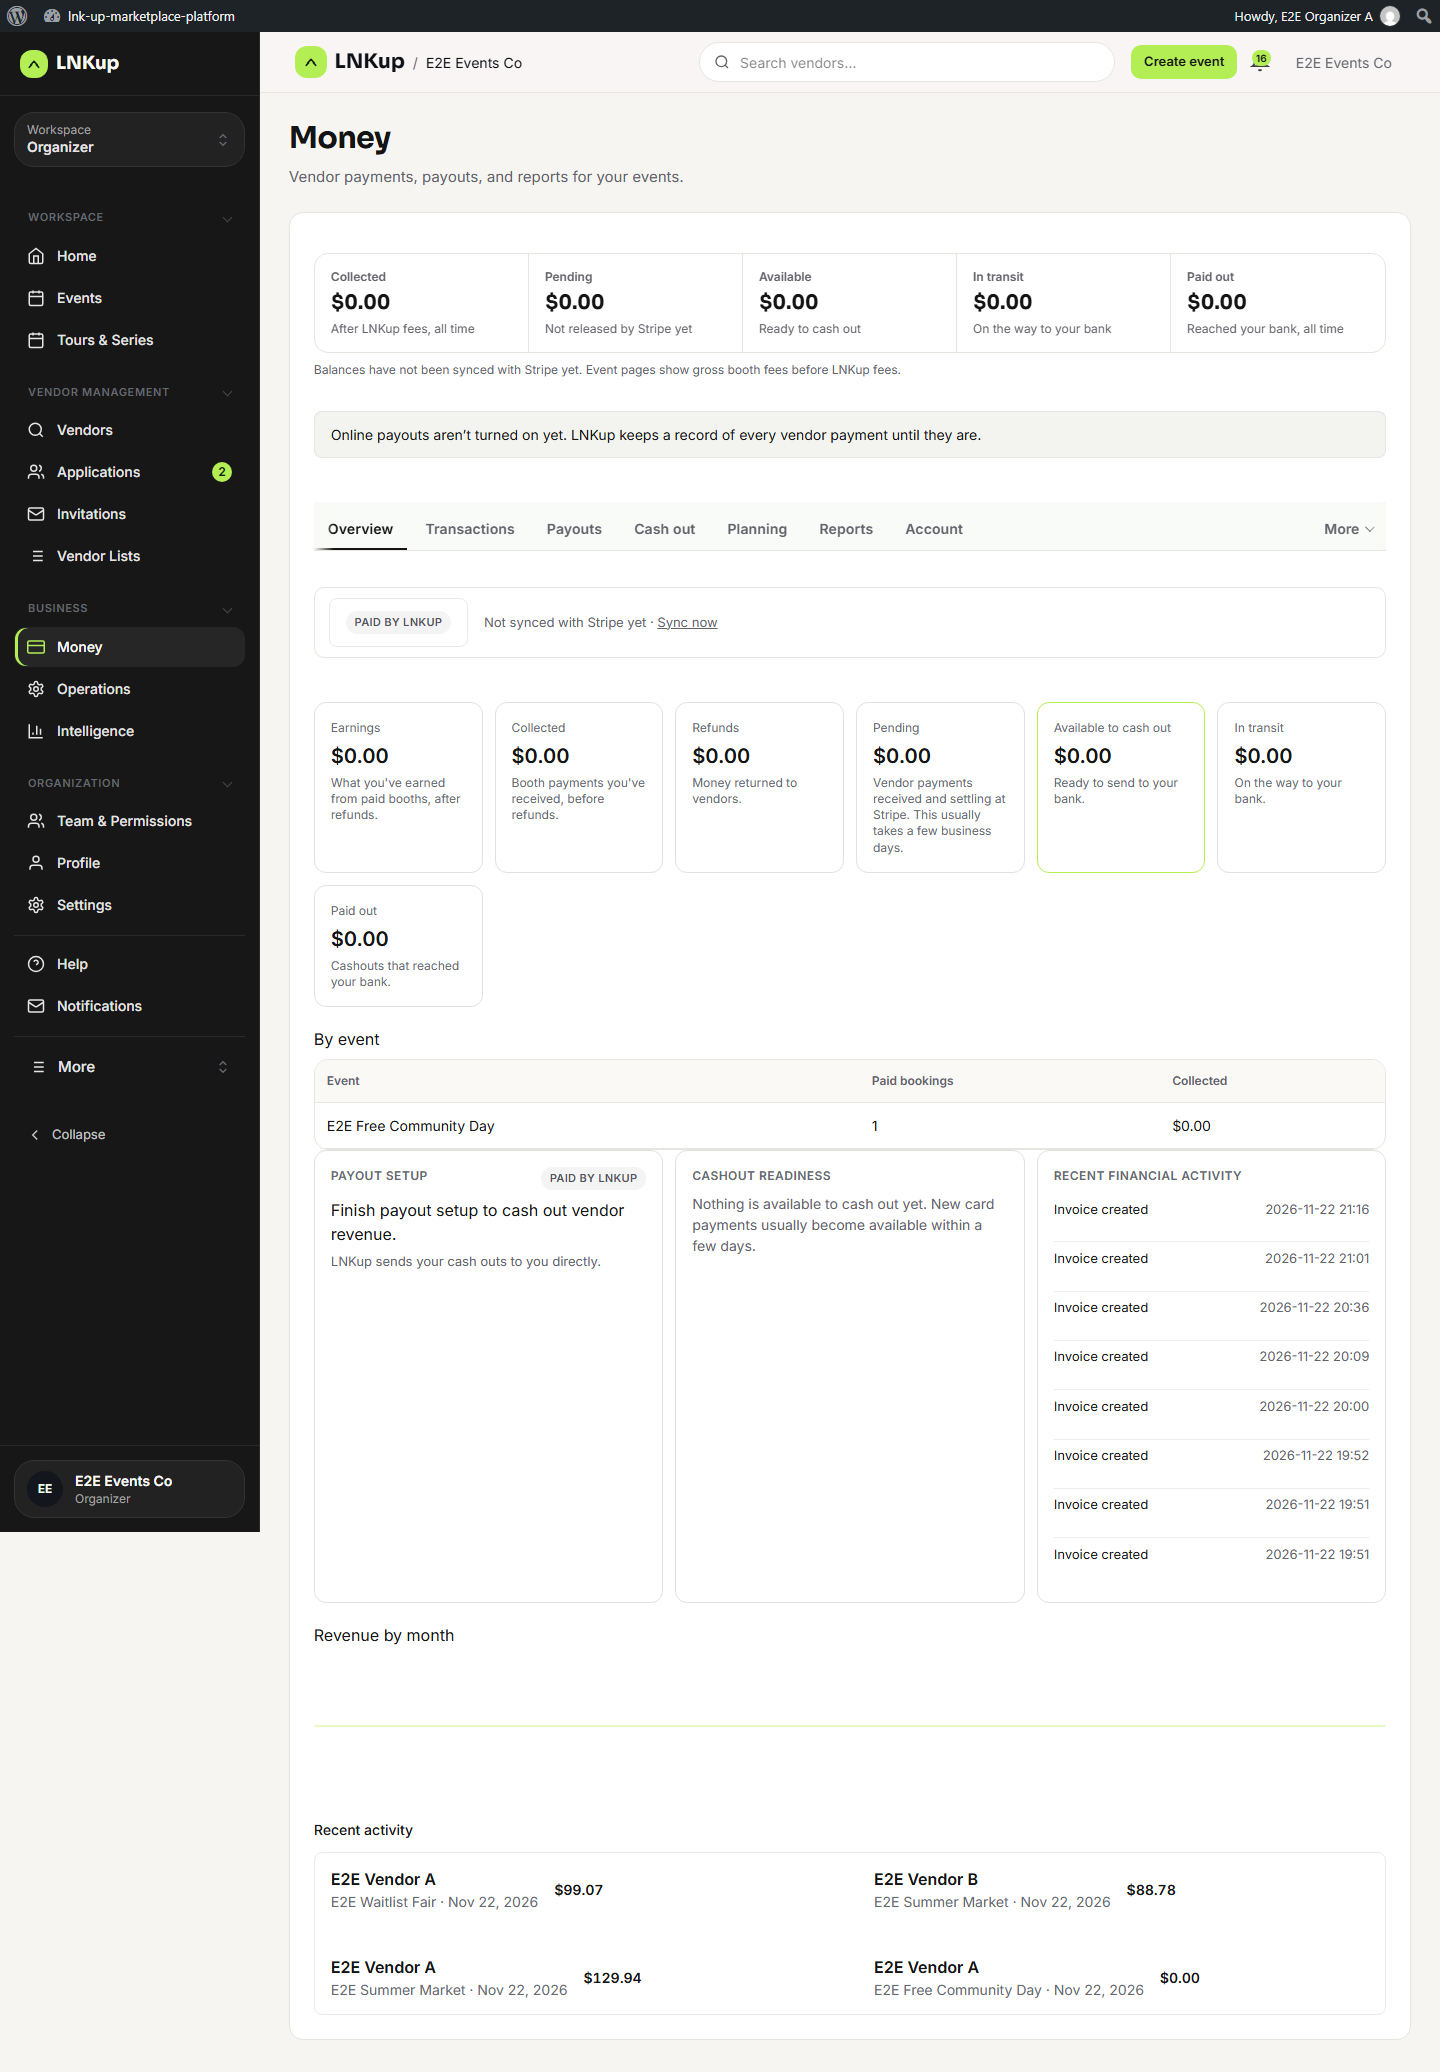 lnk-up-marketplace-platform
Howdy, E2E Organizer A
LNKup
Workspace
Organizer
WORKSPACE
Home
Events
Tours & Series
VENDOR MANAGEMENT
Vendors
Applications
2
Invitations
Vendor Lists
BUSINESS
Money
Operations
Intelligence
ORGANIZATION
Team & Permissions
Profile
Settings
Help
Notifications
More
Collapse
EE
E2E Events Co
Organizer
LNKup / E2E Events Co
Search vendors...
Create event
16
E2E Events Co
Money
Vendor payments, payouts, and reports for your events.
Collected
$0.00
After LNKup fees, all time
Pending
$0.00
Not released by Stripe yet
Available
$0.00
Ready to cash out
In transit
$0.00
On the way to your bank
Paid out
$0.00
Reached your bank, all time
Balances have not been synced with Stripe yet. Event pages show gross booth fees before LNKup fees.
Online payouts aren’t turned on yet. LNKup keeps a record of every vendor payment until they are.
Overview
Transactions
Payouts
Cash out
Planning
Reports
Account
More
PAID BY LNKUP
Not synced with Stripe yet · Sync now
Earnings
$0.00
What you've earned
from paid booths, after
refunds.
Collected
$0.00
Booth payments you've
received, before
refunds.
Refunds
$0.00
Money returned to
vendors.
Pending
$0.00
Vendor payments
received and settling at
Stripe. This usually
takes a few business
days.
Available to cash out
$0.00
Ready to send to your
bank.
In transit
$0.00
On the way to your
bank.
Paid out
$0.00
Cashouts that reached
your bank.
By event
Event
Paid bookings
Collected
E2E Free Community Day
1
$0.00
PAYOUT SETUP
PAID BY LNKUP
Finish payout setup to cash out vendor
revenue.
LNKup sends your cash outs to you directly.
CASHOUT READINESS
Nothing is available to cash out yet. New card
payments usually become available within a
few days.
RECENT FINANCIAL ACTIVITY
Invoice created 2026-11-22 21:16
Invoice created 2026-11-22 21:01
Invoice created 2026-11-22 20:36
Invoice created 2026-11-22 20:09
Invoice created 2026-11-22 20:00
Invoice created 2026-11-22 19:52
Invoice created 2026-11-22 19:51
Invoice created 2026-11-22 19:51
Revenue by month
Recent activity
E2E Vendor A
E2E Waitlist Fair · Nov 22, 2026
$99.07
E2E Vendor B
E2E Summer Market · Nov 22, 2026
$88.78
E2E Vendor A
E2E Summer Market · Nov 22, 2026
$129.94
E2E Vendor A
E2E Free Community Day · Nov 22, 2026
$0.00